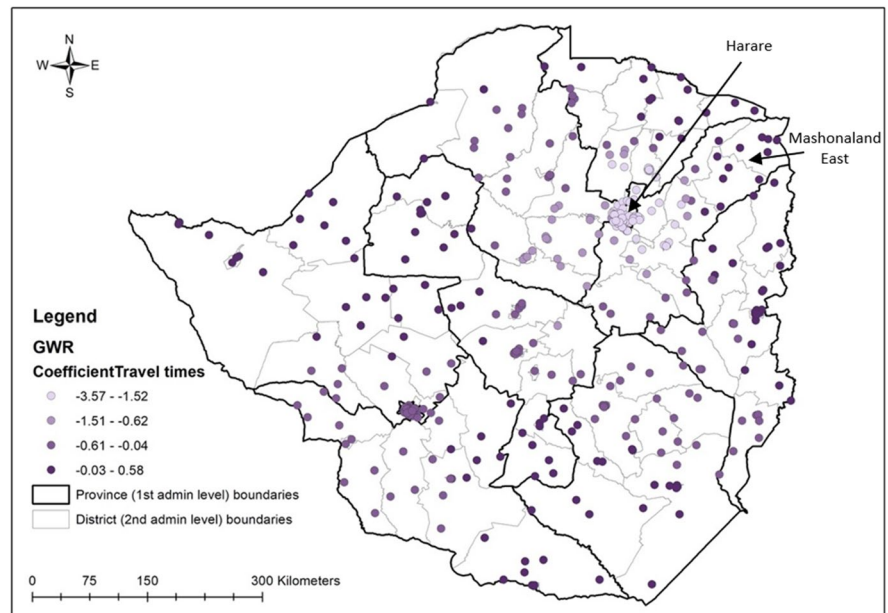 N
W E
S
Harare
Mashonaland
East
Legend
GWR
CoefficientTravel times
-3.57 - -1.52
-1.51 - -0.62
-0.61 - -0.04
-0.03 - 0.58
Province (1st admin level) boundaries
District (2nd admin level) boundaries
0 75 150 300 Kilometers